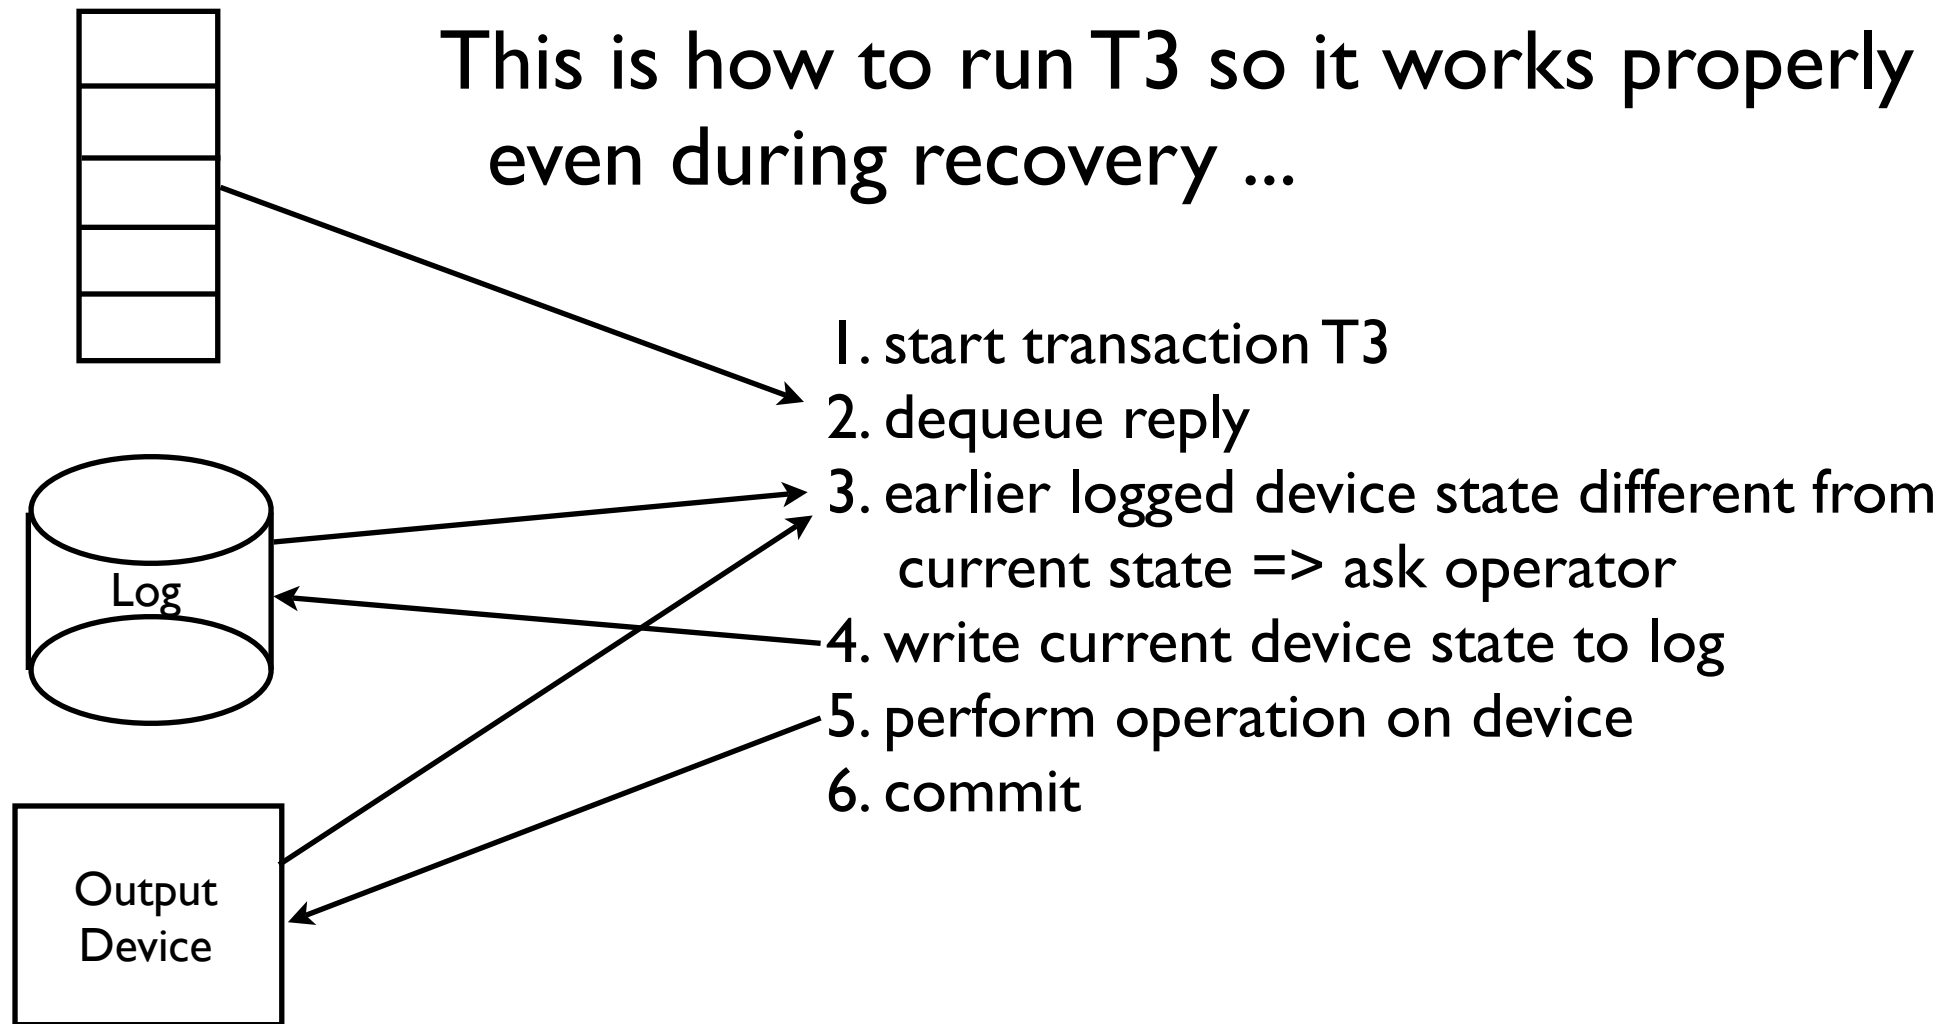 This is how to run T3 so it works properly
even during recovery ...
1. start transaction T3
2. dequeue reply
3. earlier logged device state different from
current state => ask operator
4. write current device state to log
5. perform operation on device
6. commit
Log
Output
Device